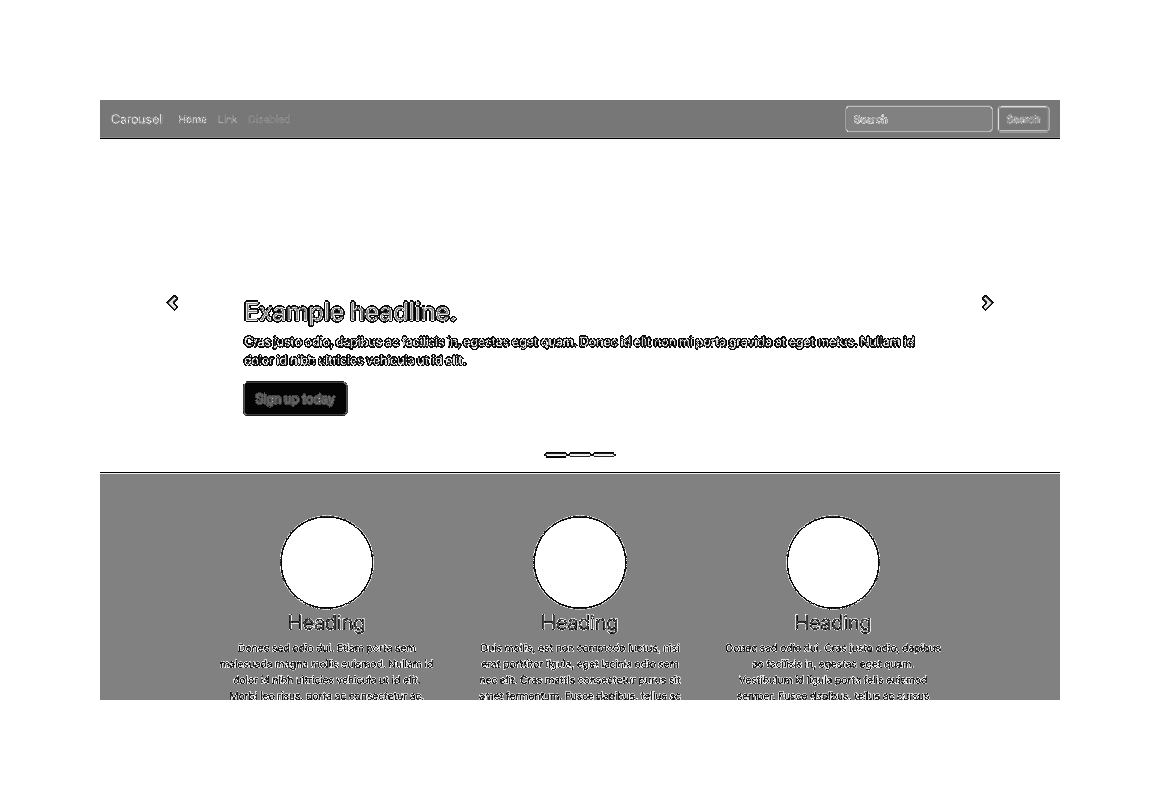 Carousel Home Link Disabled Search Search
Example headline.
Cras justo odio, dapibus ac facilisis in, egestas eget quam. Donec id elit non mi porta gravida at eget metus. Nullam id
dolor id nibh ultricies vehicula ut id elit.
Sign up today
Heading
Donec sed odio dui. Etiam porta sem
malesuada magna mollis euismod. Nullam id
dolor id nibh ultricies vehicula ut id elit.
Morbi leo risus, porta ac consectetur ac,
Heading
Duis mollis, est non commodo luctus, nisi
erat porttitor ligula, eget lacinia odio sem
nec elit. Cras mattis consectetur purus sit
amet fermentum. Fusce dapibus, tellus ac
Heading
Donec sed odio dui. Cras justo odio, dapibus
ac facilisis in, egestas eget quam.
Vestibulum id ligula porta felis euismod
semper. Fusce dapibus, tellus ac cursus